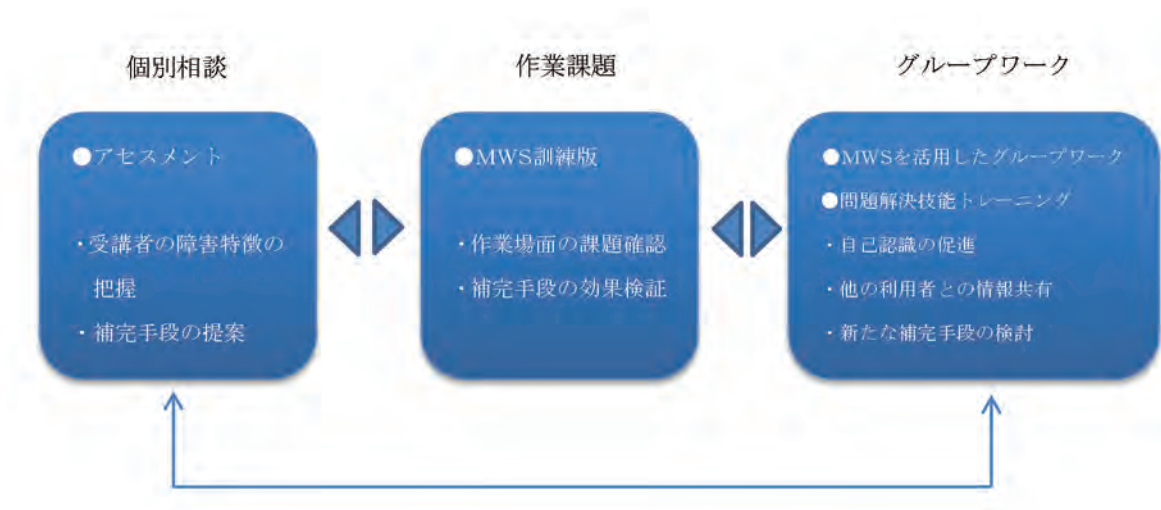 個別相談
●アセスメント
・受講者の障害特徴の
把握
・補完手段の提案
作業課題
●MWS訓練版
・作業場面の課題確認
・補完手段の効果検証
グループワーク
●MWSを活用したグループワーク
●問題解決技能トレーニング
・自己認識の促進
・他の利用者との情報共有
・新たな補完手段の検討